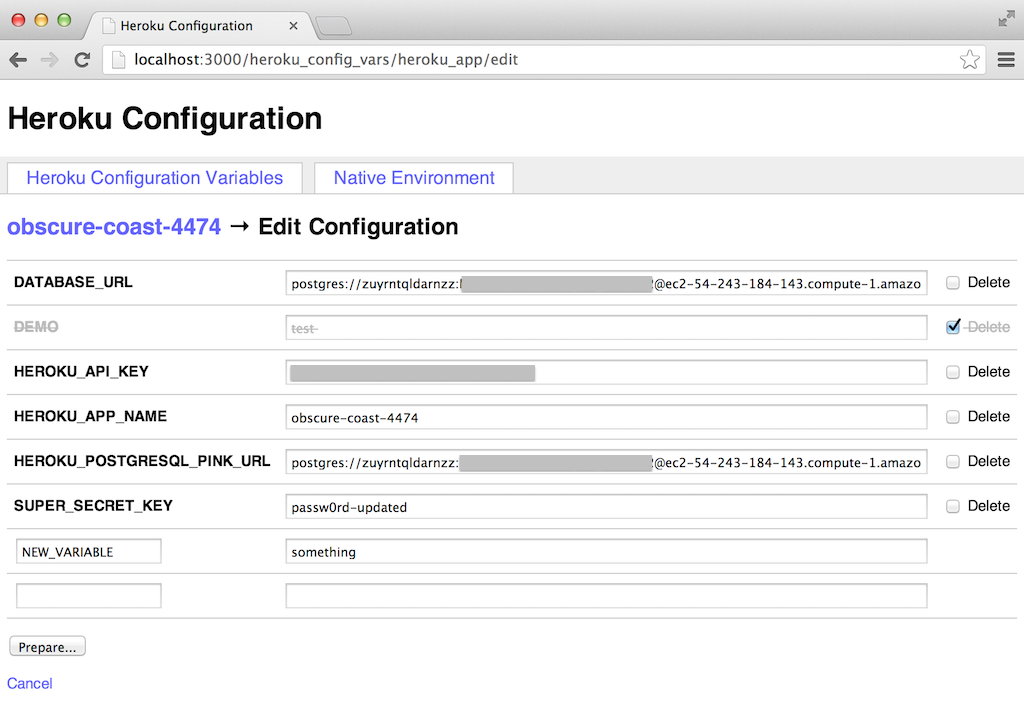 Heroku Configuration
localhost:3000/heroku_config_vars/heroku_app/edit
Heroku Configuration
Heroku Configuration Variables Native Environment
obscure-coast-4474 → Edit Configuration
DATABASE_URL postgres://zuyrntqldarnzz: @ec2-54-243-184-143.compute-1.amazo Delete
DEMO test Delete
HEROKU_API_KEY Delete
HEROKU_APP_NAME obscure-coast-4474 Delete
HEROKU_POSTGRESQL_PINK_URL postgres://zuyrntqldarnzz: @ec2-54-243-184-143.compute-1.amazo Delete
SUPER_SECRET_KEY passw0rd-updated Delete
NEW_VARIABLE something
Prepare...
Cancel